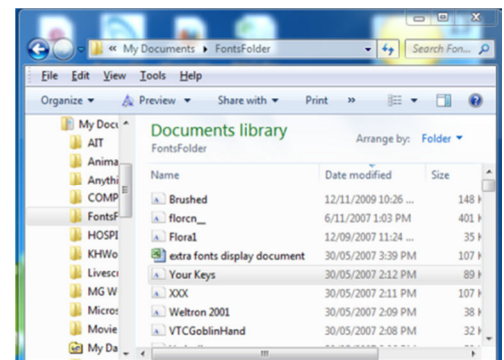 « My Documents ▸ FontsFolder
Search Fon...
File Edit View Tools Help
Organize ▾ Preview ▾ Share with ▾ Print »
My Docu
AIT
Anima
Anythi
COMP
FontsF
HOSPI
KHWo
Livesc
MG W
Micros
Movie
My Da
Documents library
FontsFolder
Arrange by: Folder ▾
Name Date modified Size
Brushed 12/11/2009 10:26 ... 148 K
florcn_ 6/11/2007 1:03 PM 401 K
Flora1 12/09/2007 11:24 ... 35 K
extra fonts display document 30/05/2007 3:39 PM 107 K
Your Keys 30/05/2007 2:12 PM 89 K
XXX 30/05/2007 2:11 PM 107 K
Weltron 2001 30/05/2007 2:09 PM 38 K
VTCGoblinHand 30/05/2007 2:08 PM 32 K